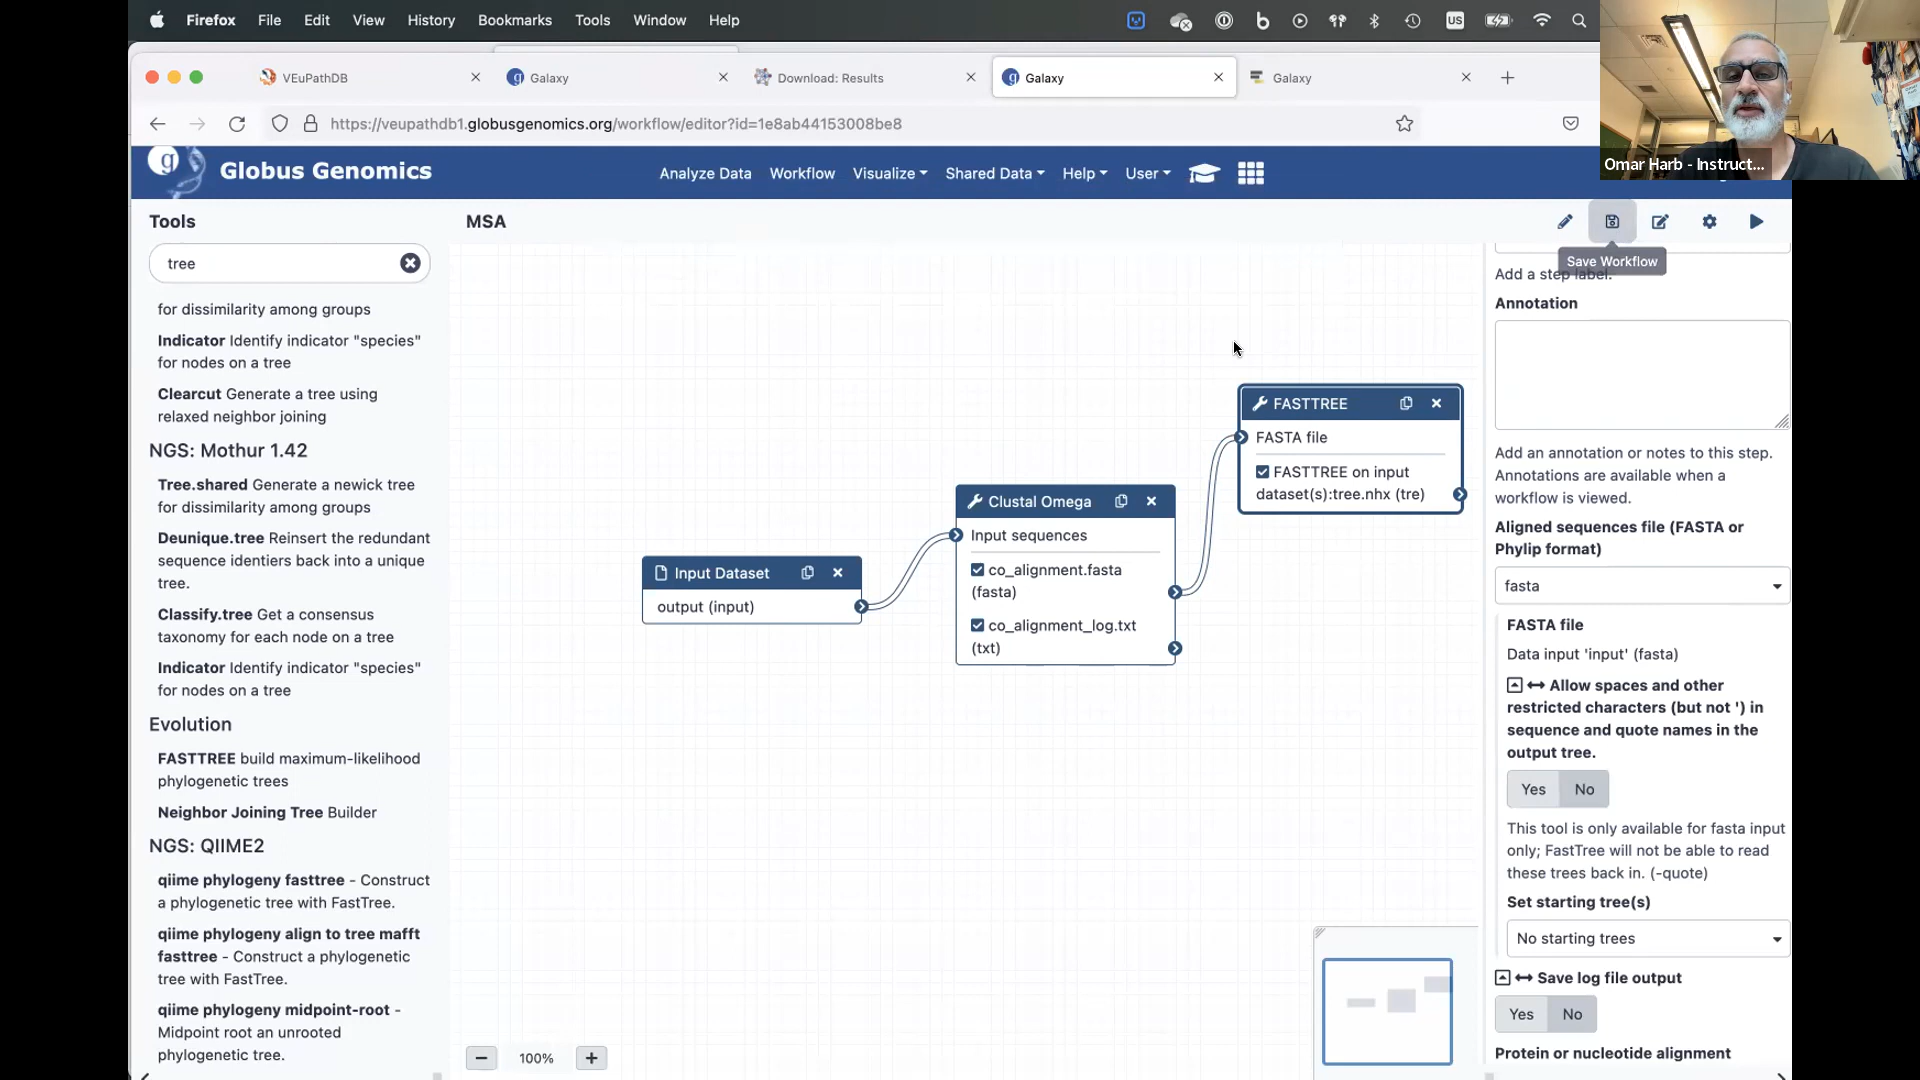 Firefox File Edit View History Bookmarks Tools Window Help
US
VEuPathDB
Galaxy
Download: Results
Galaxy
Galaxy
https://veupathdb1.globusgenomics.org/workflow/editor?id=1e8ab44153008be8
Omar Harb - Instruct...
g Globus Genomics
Analyze Data Workflow Visualize Shared Data Help User
Tools
MSA
Save Workflow
tree
for dissimilarity among groups
Indicator Identify indicator "species"
for nodes on a tree
Clearcut Generate a tree using
relaxed neighbor joining
NGS: Mothur 1.42
Tree.shared Generate a newick tree
for dissimilarity among groups
Deunique.tree Reinsert the redundant
sequence identiers back into a unique
tree.
Classify.tree Get a consensus
taxonomy for each node on a tree
Indicator Identify indicator "species"
for nodes on a tree
Evolution
FASTTREE build maximum-likelihood
phylogenetic trees
Neighbor Joining Tree Builder
NGS: QIIME2
qiime phylogeny fasttree - Construct
a phylogenetic tree with FastTree.
qiime phylogeny align to tree mafft
fasttree - Construct a phylogenetic
tree with FastTree.
qiime phylogeny midpoint-root -
Midpoint root an unrooted
phylogenetic tree.
Input Dataset
output (input)
Clustal Omega
Input sequences
co_alignment.fasta
(fasta)
co_alignment_log.txt
(txt)
FASTTREE
FASTA file
FASTTREE on input
dataset(s):tree.nhx (tre)
100%
Add a step label.
Annotation
Add an annotation or notes to this step.
Annotations are available when a
workflow is viewed.
Aligned sequences file (FASTA or
Phylip format)
fasta
FASTA file
Data input 'input' (fasta)
Allow spaces and other
restricted characters (but not ') in
sequence and quote names in the
output tree.
Yes No
This tool is only available for fasta input
only; FastTree will not be able to read
these trees back in. (-quote)
Set starting tree(s)
No starting trees
Save log file output
Yes No
Protein or nucleotide alignment